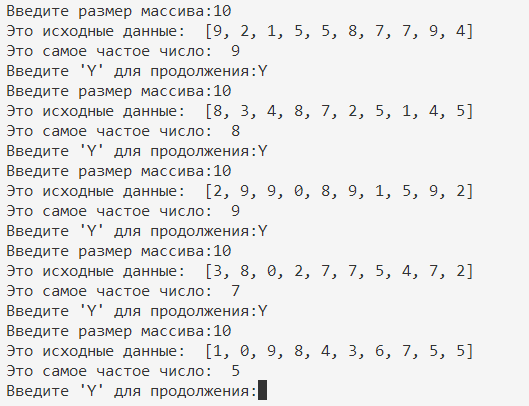 Введите размер массива:10
Это исходные данные:  [9, 2, 1, 5, 5, 8, 7, 7, 9, 4]
Это самое частое число:  9
Введите 'Y' для продолжения:Y
Введите размер массива:10
Это исходные данные:  [8, 3, 4, 8, 7, 2, 5, 1, 4, 5]
Это самое частое число:  8
Введите 'Y' для продолжения:Y
Введите размер массива:10
Это исходные данные:  [2, 9, 9, 0, 8, 9, 1, 5, 9, 2]
Это самое частое число:  9
Введите 'Y' для продолжения:Y
Введите размер массива:10
Это исходные данные:  [3, 8, 0, 2, 7, 7, 5, 4, 7, 2]
Это самое частое число:  7
Введите 'Y' для продолжения:Y
Введите размер массива:10
Это исходные данные:  [1, 0, 9, 8, 4, 3, 6, 7, 5, 5]
Это самое частое число:  5
Введите 'Y' для продолжения: